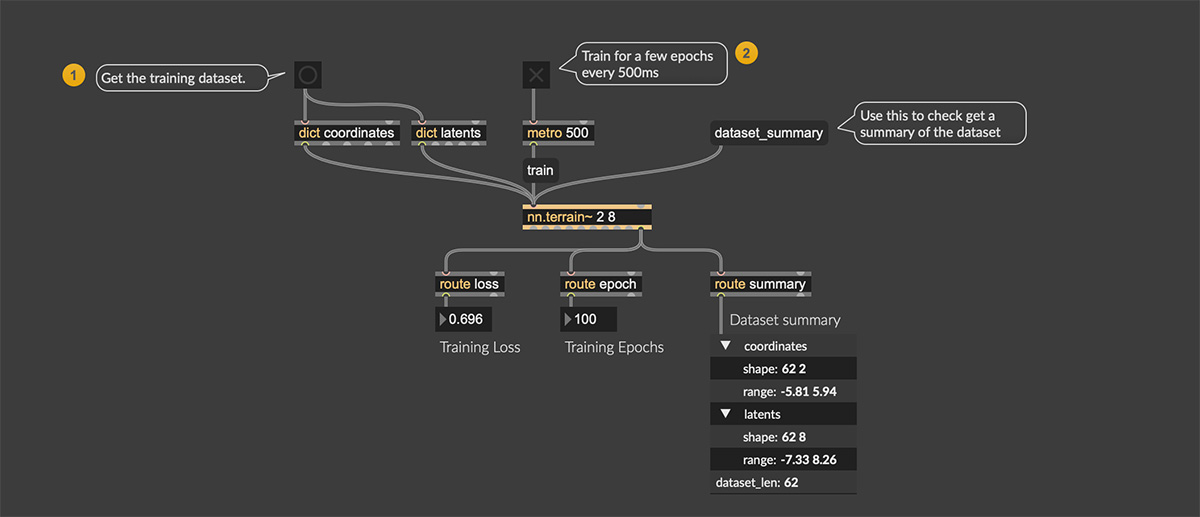 1
Get the training dataset.
Train for a few epochs
every 500ms
2
Use this to check get a
summary of the dataset
dict coordinates
dict latents
metro 500
dataset_summary
train
nn.terrain~ 2 8
route loss
route epoch
route summary
0.696
100
Dataset summary
Training Loss
Training Epochs
coordinates
shape: 62 2
range: -5.81 5.94
latents
shape: 62 8
range: -7.33 8.26
dataset_len: 62